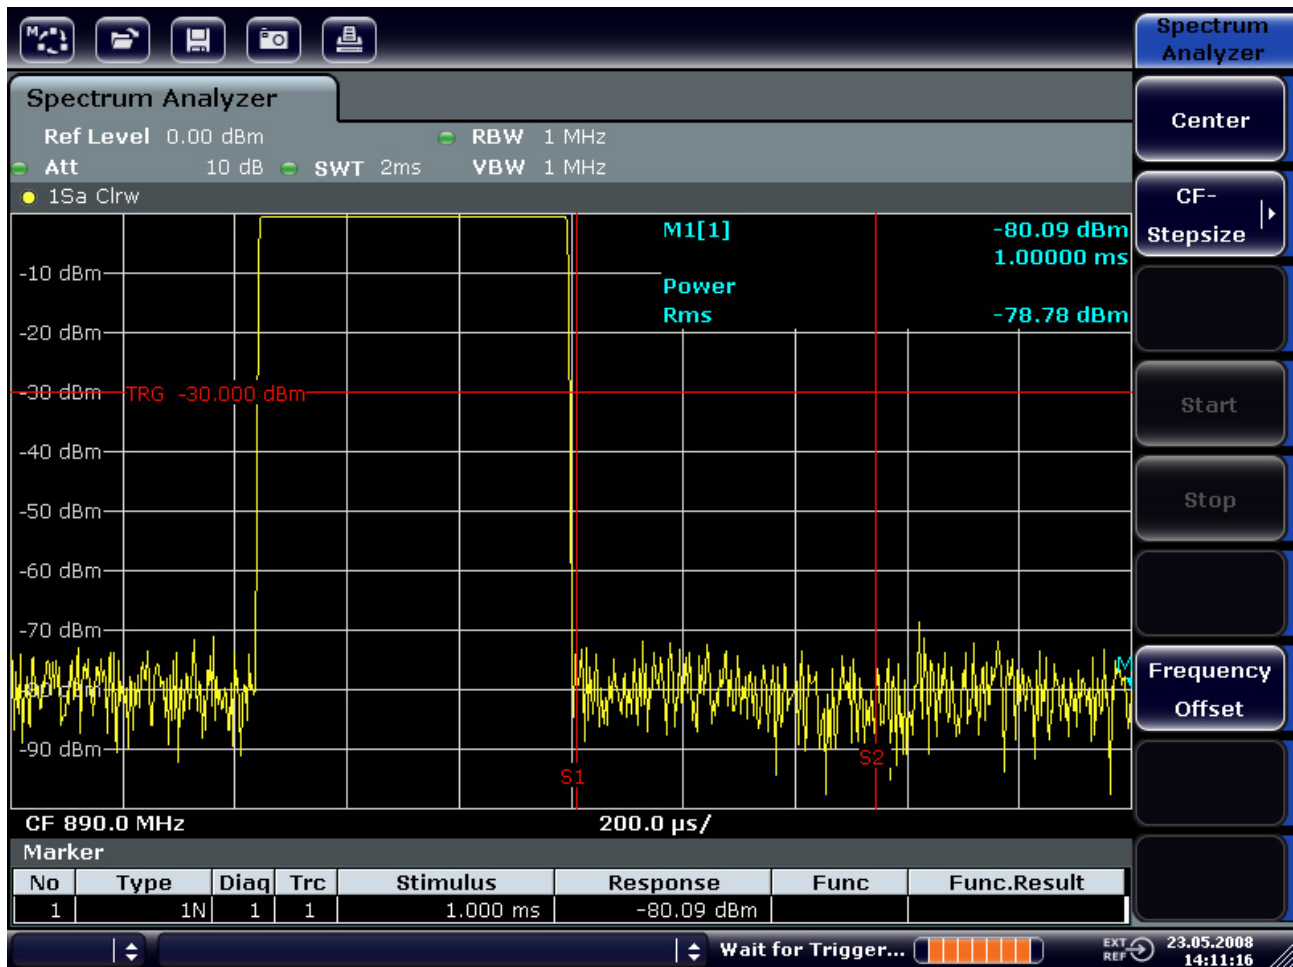 Spectrum
Analyzer
Spectrum Analyzer
Ref Level 0.00 dBm RBW 1 MHz
Att 10 dB SWT 2ms VBW 1 MHz
1Sa Clrw
M1[1] -80.09 dBm
1.00000 ms
Power
Rms -78.78 dBm
-10 dBm
-20 dBm
-30 dBm TRG -30.000 dBm
-40 dBm
-50 dBm
-60 dBm
-70 dBm
-80 dBm
-90 dBm
S1
S2
CF 890.0 MHz 200.0 µs/
Marker
No Type Diag Trc Stimulus Response Func Func.Result
1 1N 1 1 1.000 ms -80.09 dBm
Wait for Trigger... EXT REF 23.05.2008
14:11:16
Center
CF-
Stepsize
Start
Stop
Frequency
Offset